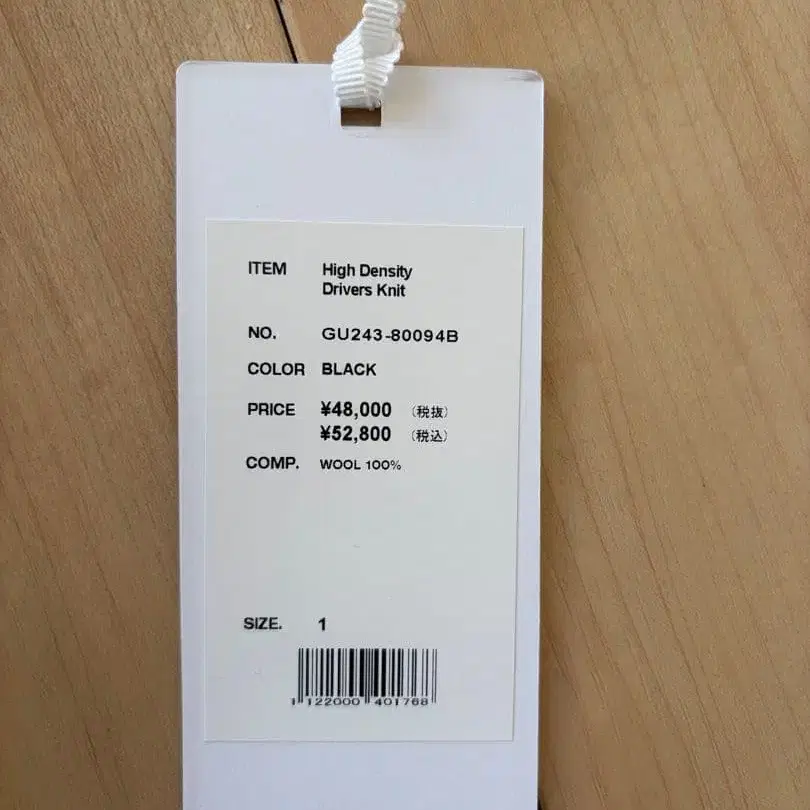 ITEM High Density
Drivers Knit
NO. GU243-80094B
COLOR BLACK
PRICE ¥48,000 (税抜)
¥52,800 (税込)
COMP. WOOL 100%
SIZE. 1
1 122000 401768